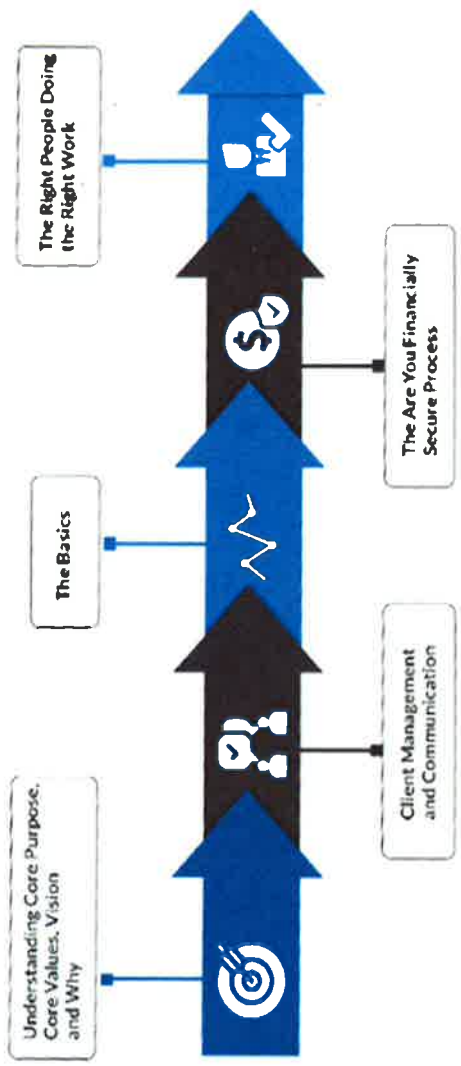 Understanding Core Purpose,
Core Values, Vision
and Why
Client Management
and Communication
The Basics
The Are You Financially
Secure Process
The Right People Doing
the Right Work
$